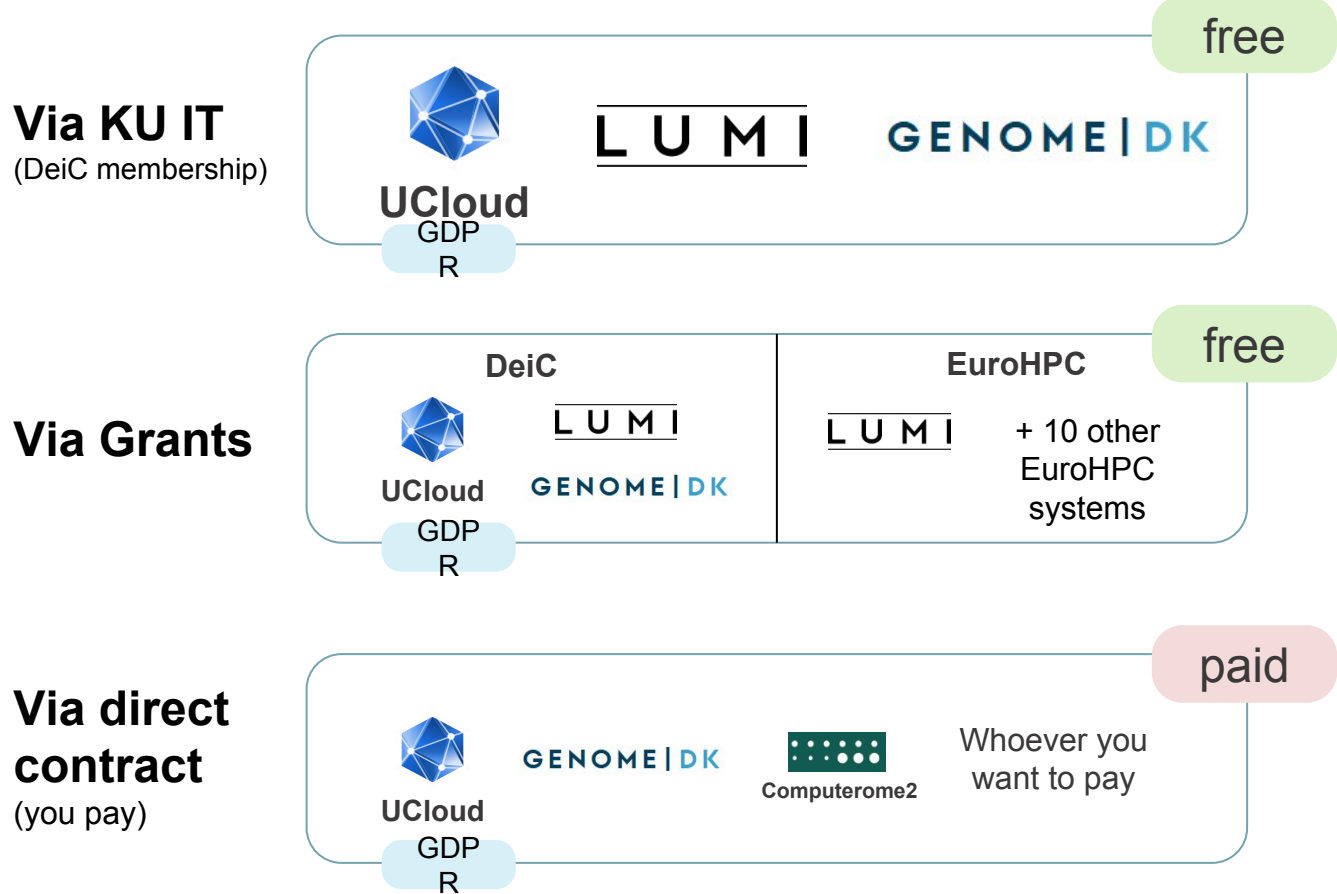 free
Via KU IT
(DeiC membership)
UCloud
LUMI
GENOME|DK
GDP
R
free
Via Grants
DeiC
UCloud
LUMI
GENOME|DK
GDP
R
EuroHPC
LUMI
+ 10 other
EuroHPC
systems
paid
Via direct
contract
(you pay)
UCloud
GENOME|DK
Computerome2
Whoever you
want to pay
GDP
R